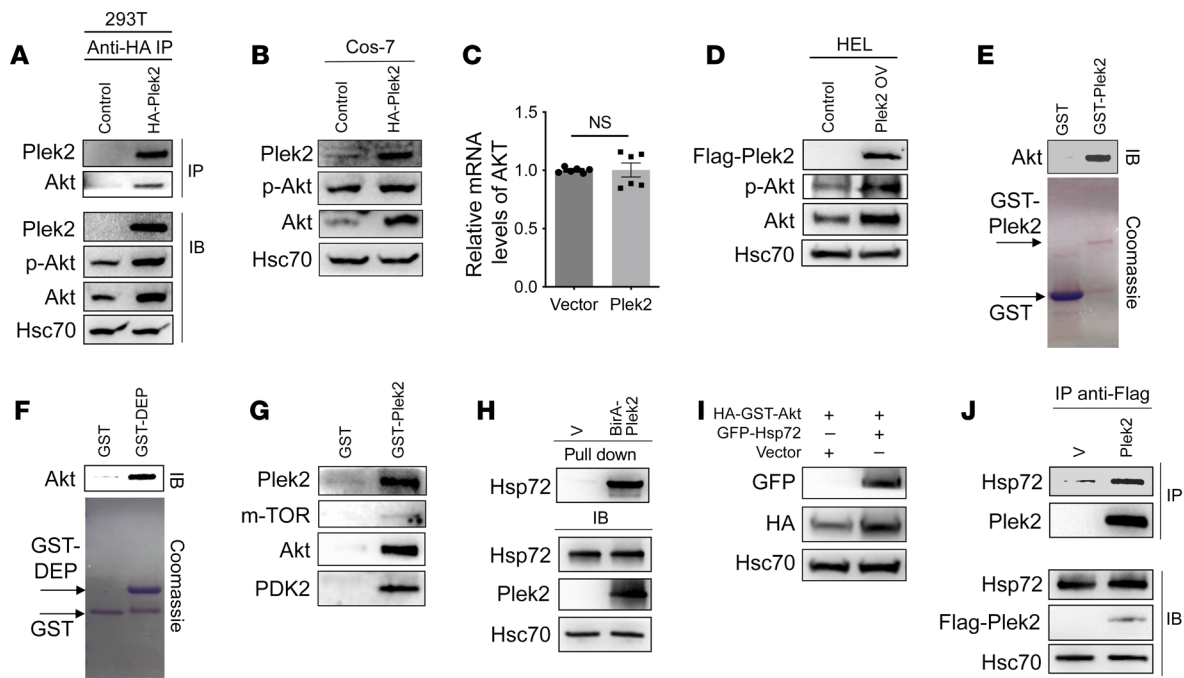 A
293T
Anti-HA IP
Control
HA-Plek2
Plek2
Akt
IP
Plek2
p-Akt
Akt
Hsc70
IB
B
Cos-7
Control
HA-Plek2
Plek2
p-Akt
Akt
Hsc70
C
Relative mRNA
levels of AKT
1.5
1.0
0.5
0.0
NS
Vector Plek2
D
HEL
Control
Plek2 OV
Flag-Plek2
p-Akt
Akt
Hsc70
E
GST
GST-Plek2
Akt
IB
GST-
Plek2
GST
Coomassie
F
GST
GST-DEP
Akt
IB
GST-
DEP
GST
Coomassie
G
GST
GST-Plek2
Plek2
m-TOR
Akt
PDK2
H
V
BirA-
Plek2
Pull down
Hsp72
IB
Hsp72
Plek2
Hsc70
I
HA-GST-Akt + +
GFP-Hsp72 − +
Vector + −
GFP
HA
Hsc70
J
IP anti-Flag
V
Plek2
Hsp72
Plek2
IP
Hsp72
Flag-Plek2
Hsc70
IB